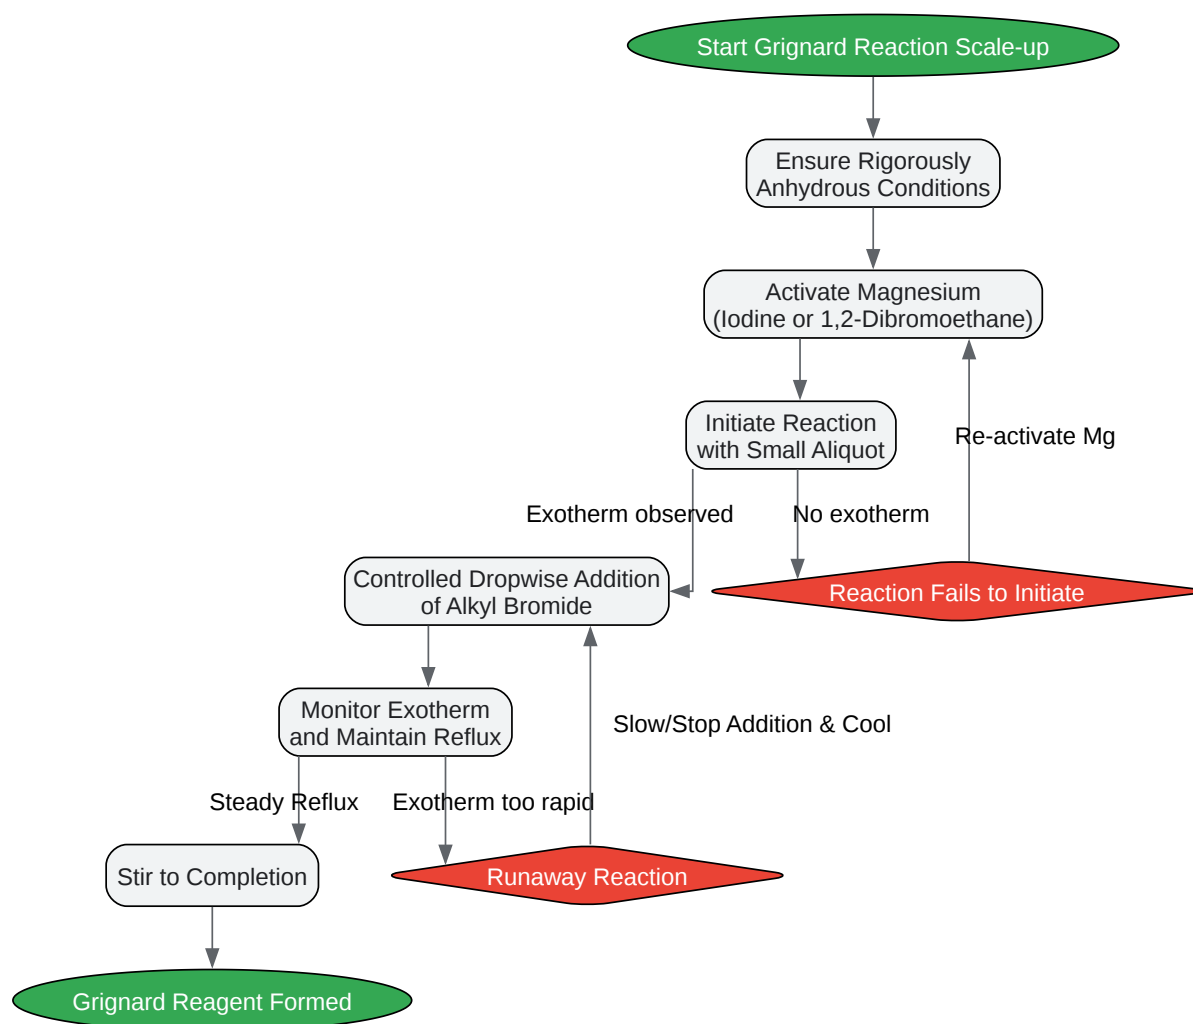 Start Grignard Reaction Scale-up
Ensure Rigorously
Anhydrous Conditions
Activate Magnesium
(Iodine or 1,2-Dibromoethane)
Initiate Reaction
with Small Aliquot
Re-activate Mg
Exotherm observed
No exotherm
Controlled Dropwise Addition
of Alkyl Bromide
Reaction Fails to Initiate
Monitor Exotherm
and Maintain Reflux
Slow/Stop Addition & Cool
Steady Reflux
Exotherm too rapid
Stir to Completion
Runaway Reaction
Grignard Reagent Formed